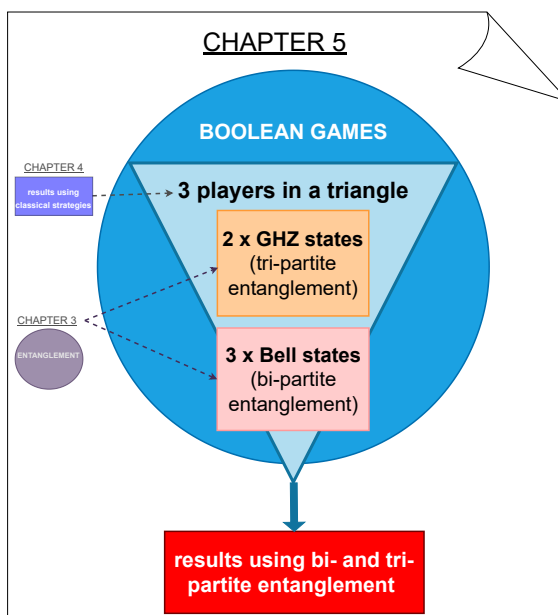 CHAPTER 5
BOOLEAN GAMES
CHAPTER 4
results using
classical strategies
3 players in a triangle
2 x GHZ states
(tri-partite
entanglement)
CHAPTER 3
ENTANGLEMENT
3 x Bell states
(bi-partite
entanglement)
results using bi- and tri-
partite entanglement